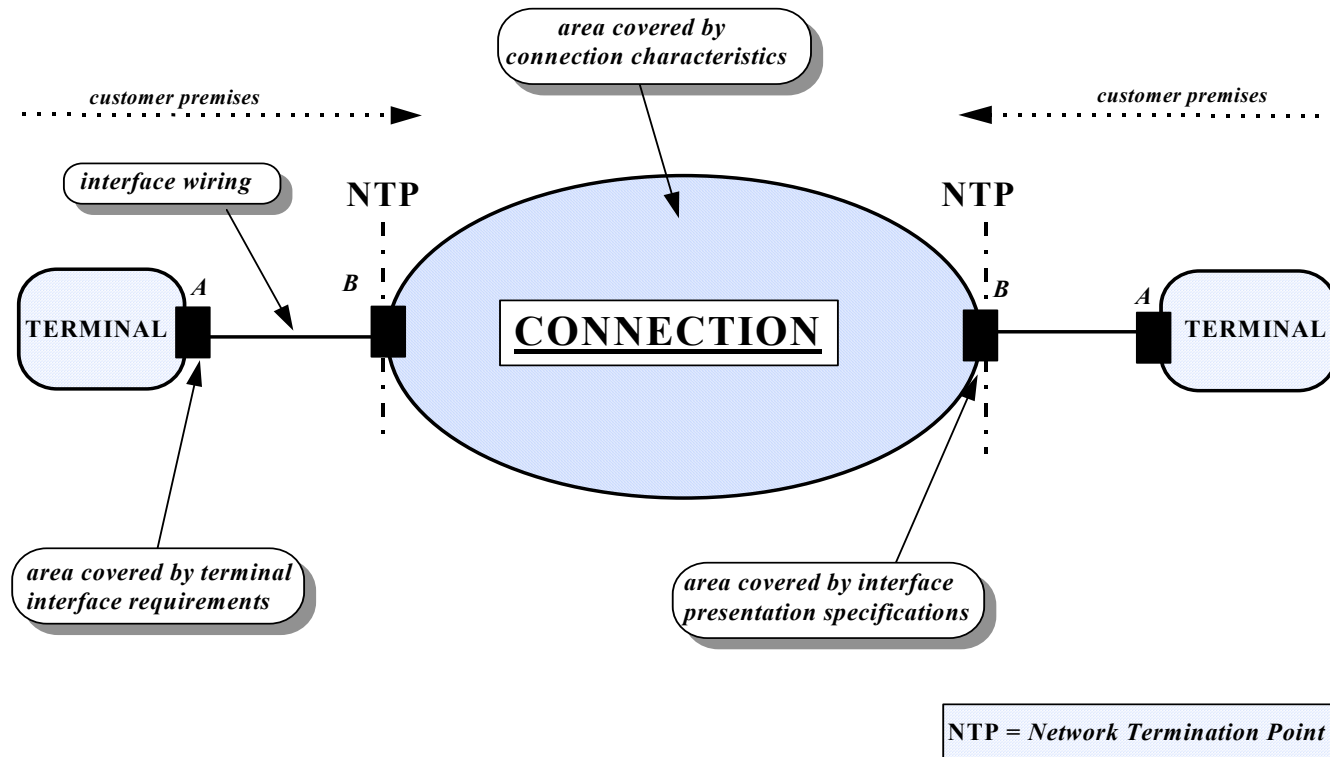 area covered by
connection characteristics
customer premises
customer premises
interface wiring
NTP
NTP
A
B
B
A
TERMINAL
CONNECTION
TERMINAL
area covered by terminal
interface requirements
area covered by interface
presentation specifications
NTP = Network Termination Point